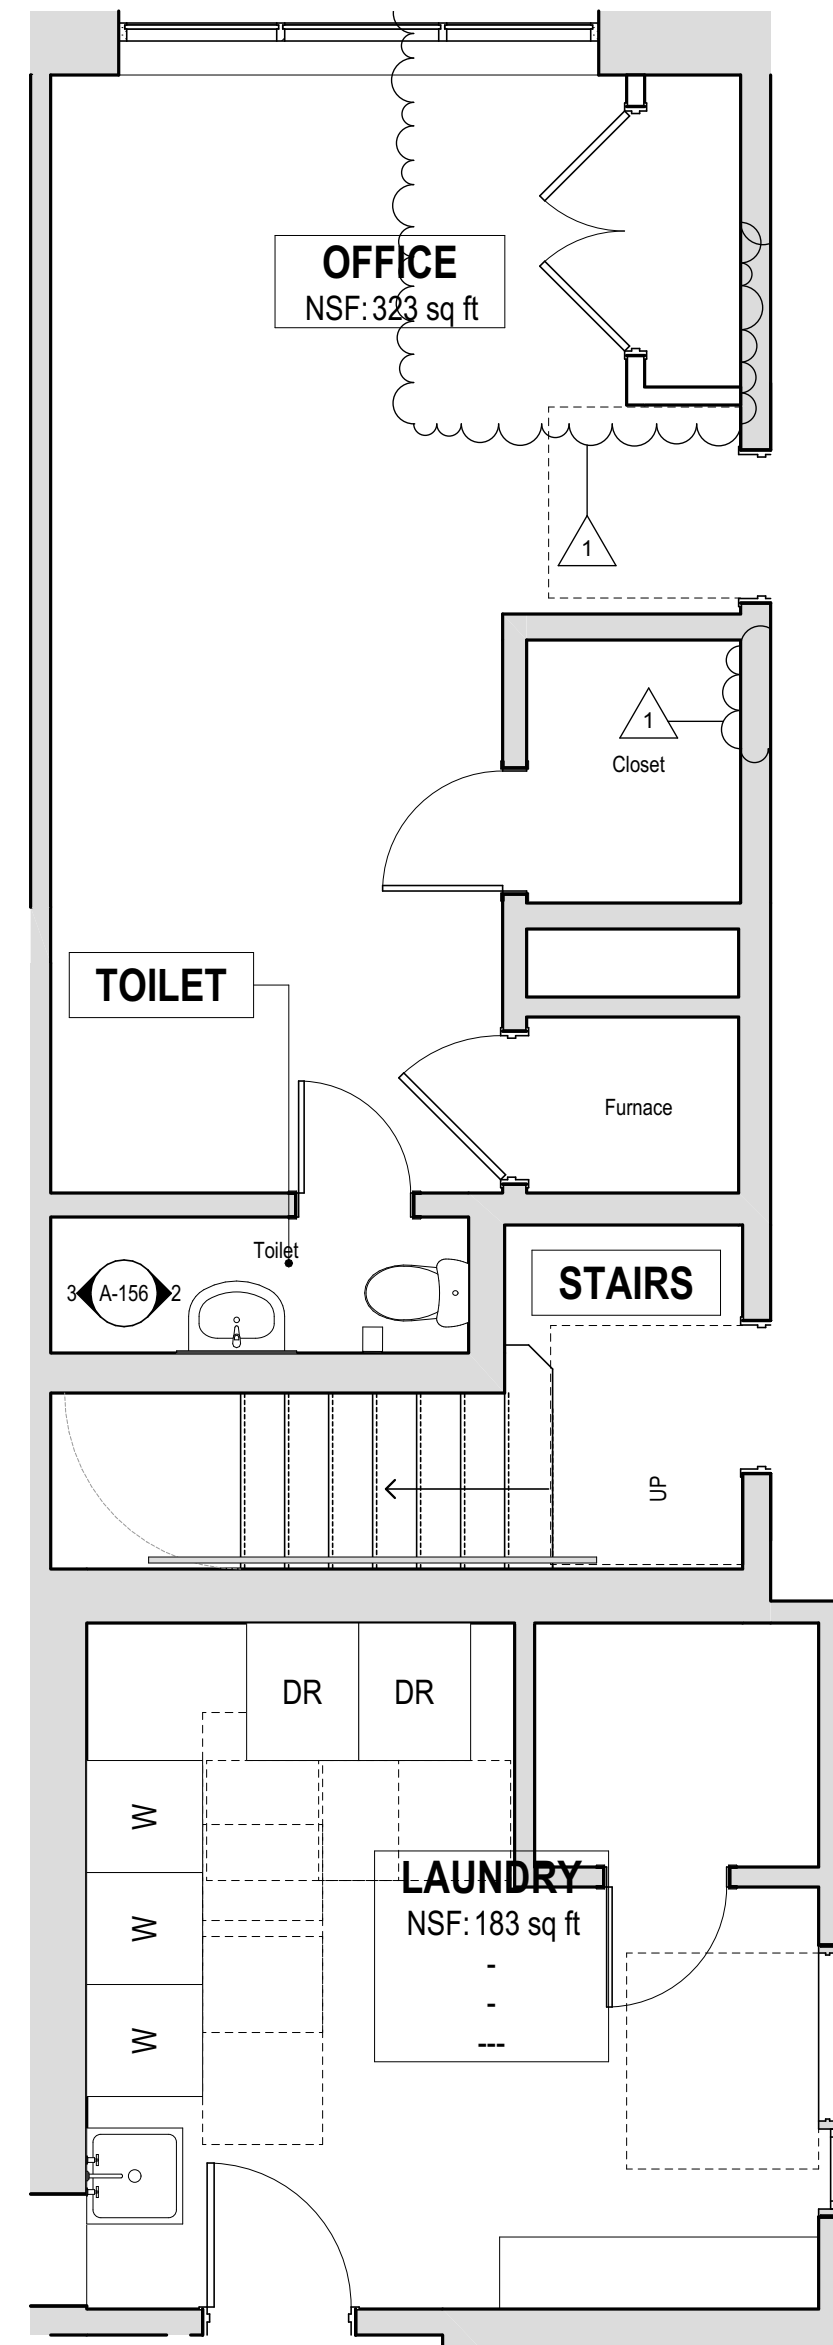 OFFICE
NSF: 323 sq ft
1
1
Closet
TOILET
Furnace
Toilet
3 A-156 2
STAIRS
UP
DR DR
W
W
W
LAUNDRY
NSF: 183 sq ft
-
-
---